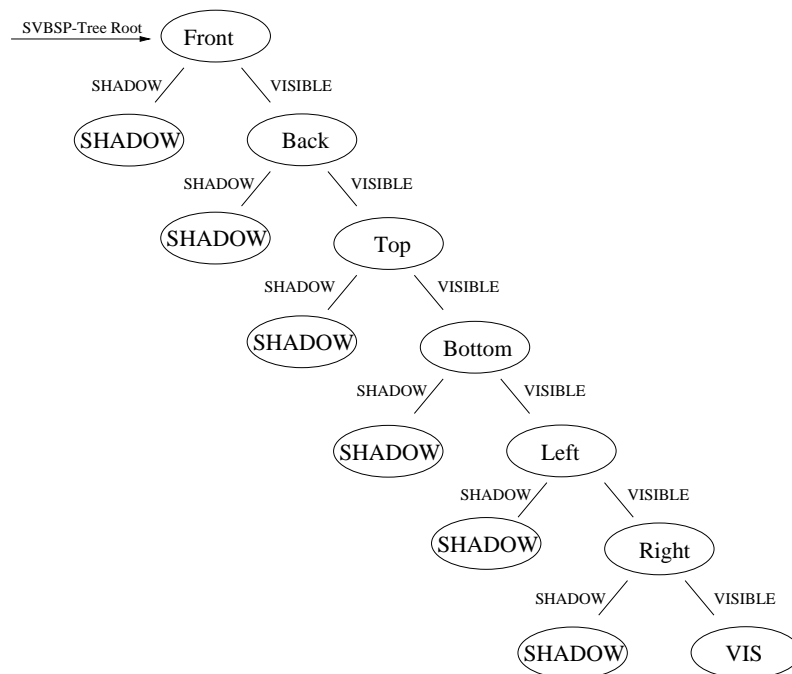 SVBSP-Tree Root
Front
SHADOW
VISIBLE
SHADOW
Back
SHADOW
VISIBLE
SHADOW
Top
SHADOW
VISIBLE
SHADOW
Bottom
SHADOW
VISIBLE
SHADOW
Left
SHADOW
VISIBLE
SHADOW
Right
SHADOW
VISIBLE
SHADOW
VIS